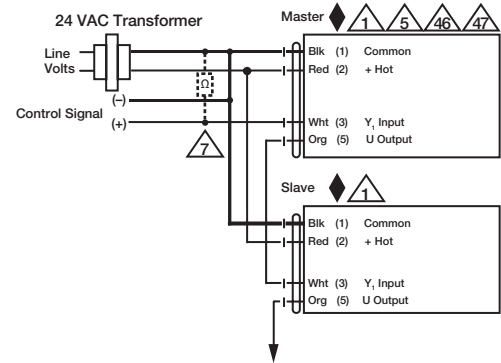 24 VAC Transformer
Master 1 5 46 47
Line
Volts
Blk (1) Common
Red (2) + Hot
Ω
(–)
Control Signal
(+)
Wht (3) Y1 Input
Org (5) U Output
7
Slave 1
Blk (1) Common
Red (2) + Hot
Wht (3) Y1 Input
Org (5) U Output